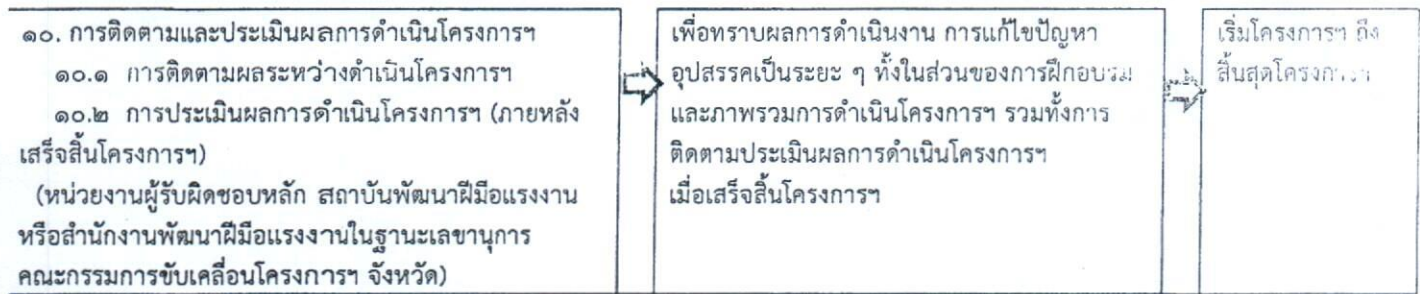 ๑๐. การติดตามและประเมินผลการดำเนินโครงการฯ
๑๐.๑ การติดตามผลระหว่างดำเนินโครงการฯ
๑๐.๒ การประเมินผลการดำเนินโครงการฯ (ภายหลัง
เสร็จสิ้นโครงการฯ)
(หน่วยงานผู้รับผิดชอบหลัก สถาบันพัฒนาฝีมือแรงงาน
หรือสำนักงานพัฒนาฝีมือแรงงานในฐานะเลขานุการ
คณะกรรมการขับเคลื่อนโครงการฯ จังหวัด)
เพื่อทราบผลการดำเนินงาน การแก้ไขปัญหา
อุปสรรคเป็นระยะ ๆ ทั้งในส่วนของการฝึกอบรม
และภาพรวมการดำเนินโครงการฯ รวมทั้งการ
ติดตามประเมินผลการดำเนินโครงการฯ
เมื่อเสร็จสิ้นโครงการฯ
เริ่มโครงการฯ ถึง
สิ้นสุดโครงการฯ